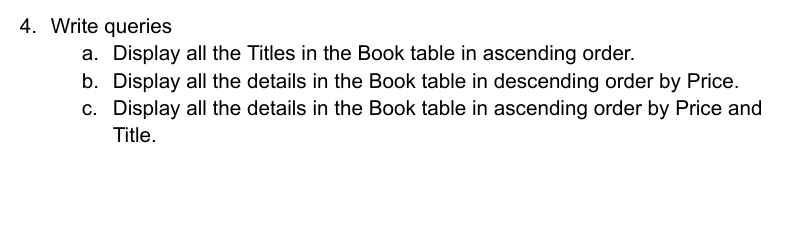 4. Write queries
a. Display all the Titles in the Book table in ascending order.
b. Display all the details in the Book table in descending order by Price.
c. Display all the details in the Book table in ascending order by Price and
Title.